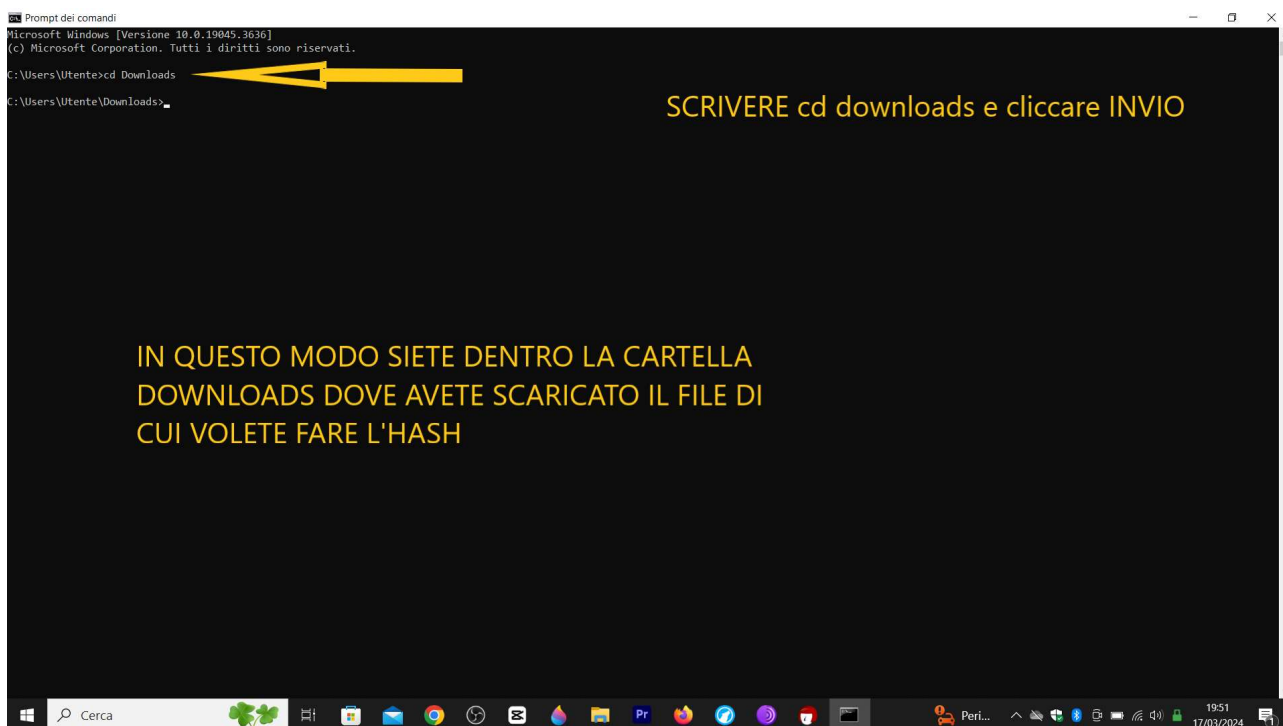 Prompt dei comandi
Microsoft Windows [Versione 10.0.19045.3636]
(c) Microsoft Corporation. Tutti i diritti sono riservati.
C:\Users\Utente>cd Downloads
C:\Users\Utente\Downloads>
SCRIVERE cd downloads e cliccare INVIO
IN QUESTO MODO SIETE DENTRO LA CARTELLA
DOWNLOADS DOVE AVETE SCARICATO IL FILE DI
CUI VOLETE FARE L'HASH
Cerca
Pr
Peri...
19:51
17/03/2024